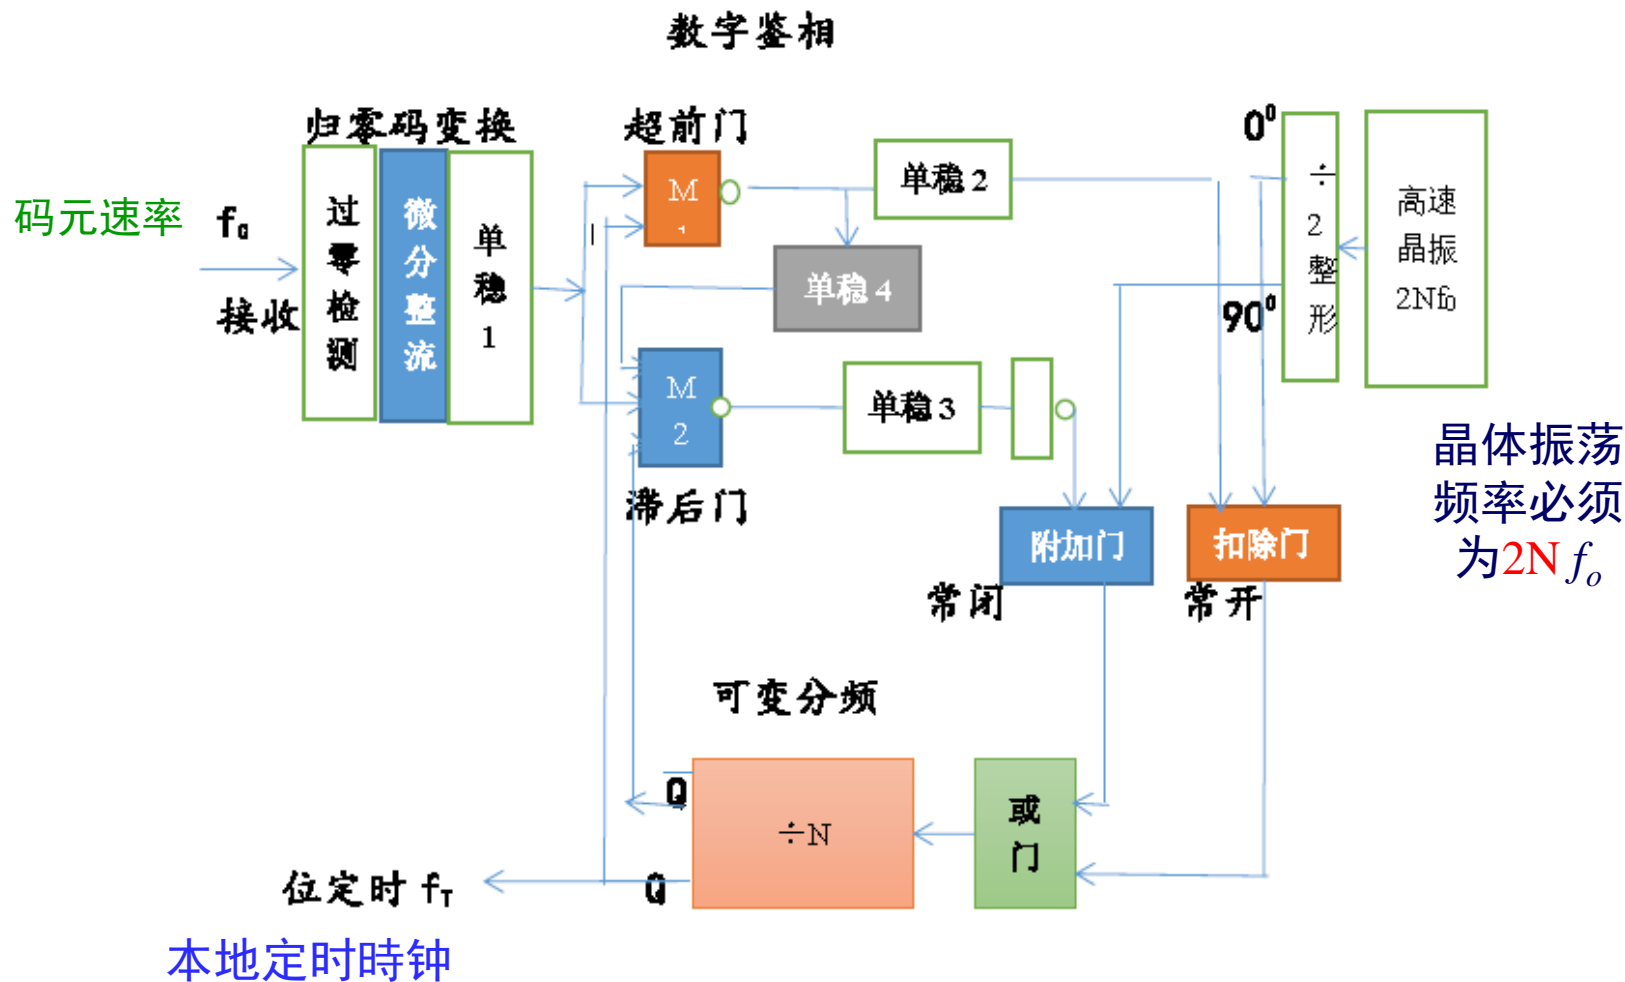 数字鉴相
归零码变换
超前门
0⁰
码元速率
f₀
接收
过零检测
微分整流
单稳1
M
1
单稳2
÷2整形
高速
晶振
2Nf₀
单稳4
90⁰
M
2
单稳3
滞后门
晶体振荡
频率必须
为2N fₒ
附加门
扣除门
常闭
常开
可变分频
Q̅
÷N
或门
Q
位定时 f_T
本地定时時钟